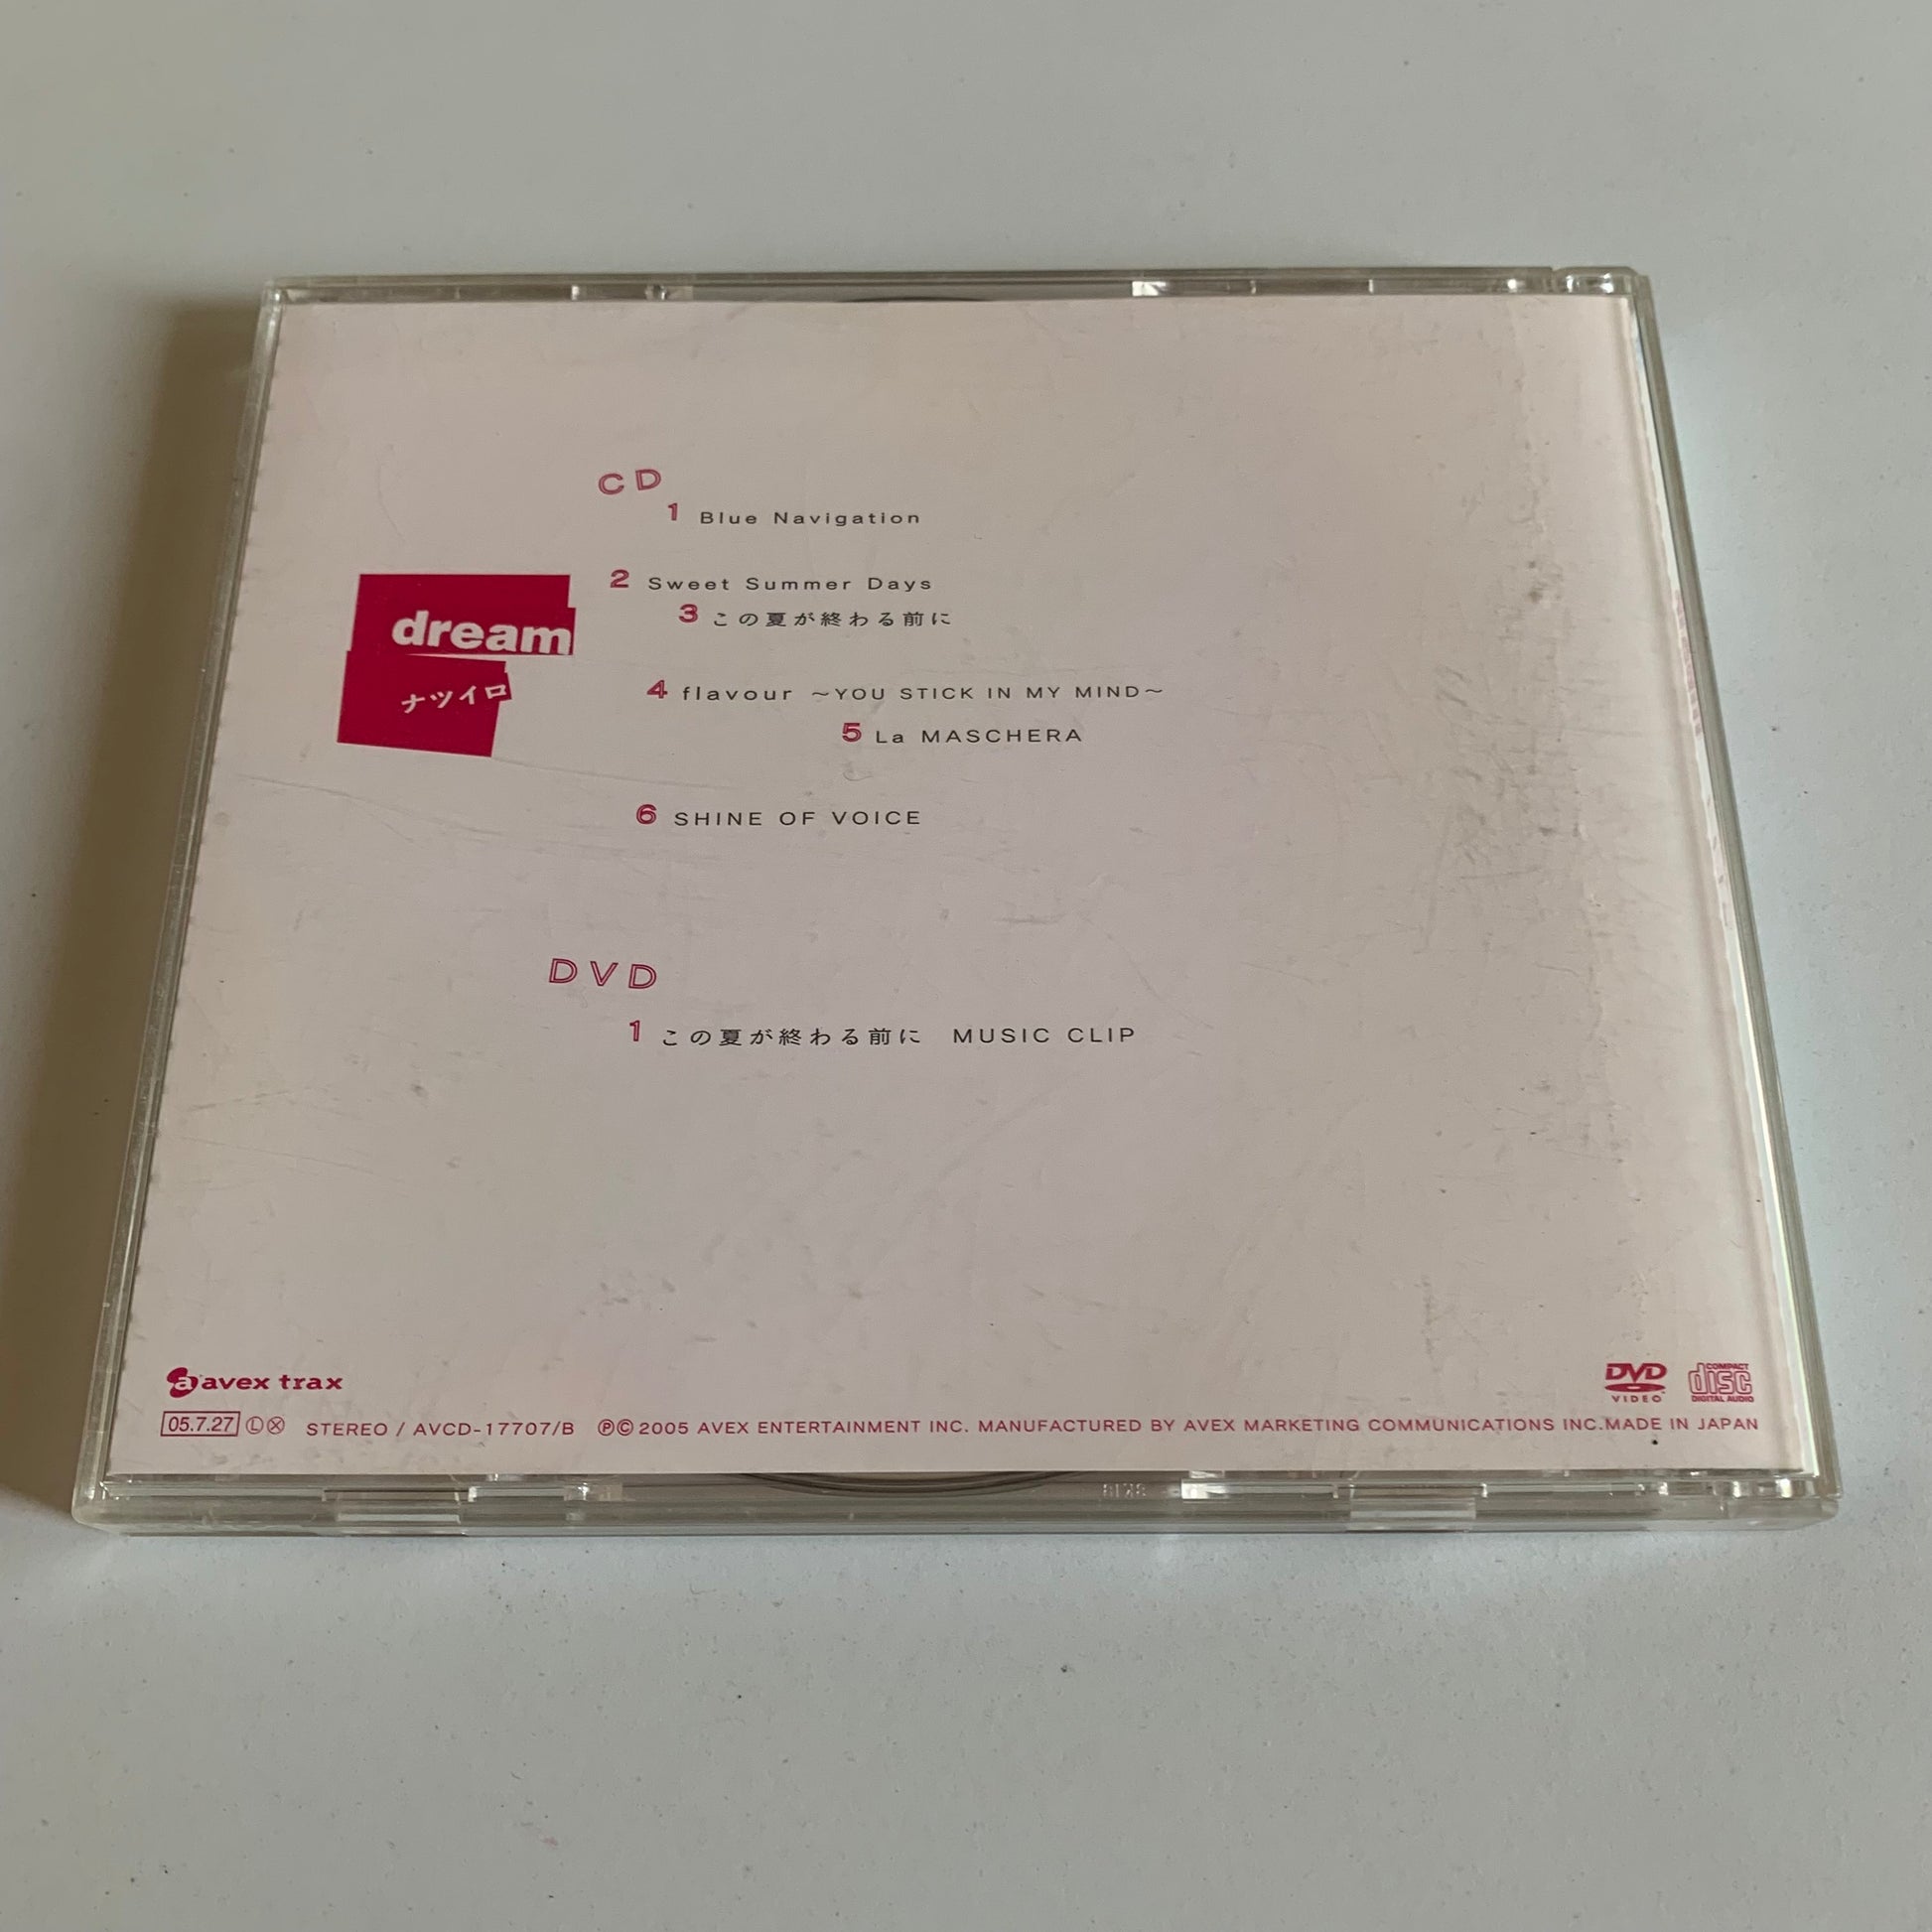 CD
1 Blue Navigation
2 Sweet Summer Days
3 この夏が終わる前に
4 flavour ～YOU STICK IN MY MIND～
5 La MASCHERA
6 SHINE OF VOICE
dream
ナツイロ
DVD
1 この夏が終わる前に MUSIC CLIP
a avex trax
DVD VIDEO
COMPACT disc DIGITAL AUDIO
05.7.27 Ⓛ Ⓧ STEREO / AVCD-17707/B ℗© 2005 AVEX ENTERTAINMENT INC. MANUFACTURED BY AVEX MARKETING COMMUNICATIONS INC.MADE IN JAPAN